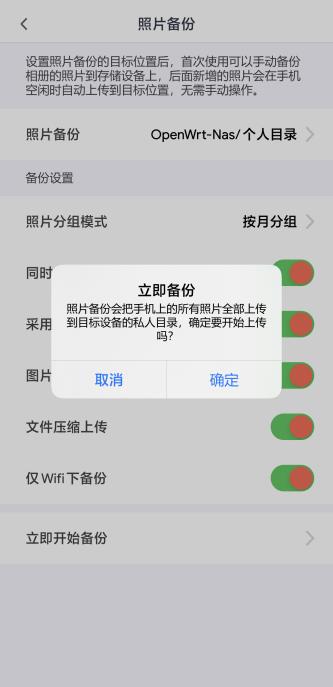 照片备份
设置照片备份的目标位置后，首次使用可以手动备份
相册的照片到存储设备上，后面新增的照片会在手机
空闲时自动上传到目标位置，无需手动操作。
照片备份 OpenWrt-Nas/个人目录
备份设置
照片分组模式 按月分组
同时
立即备份
照片备份会把手机上的所有照片全部上传
到目标设备的私人目录，确定要开始上传
吗？
采用
图片
取消 确定
文件压缩上传
仅Wifi下备份
立即开始备份